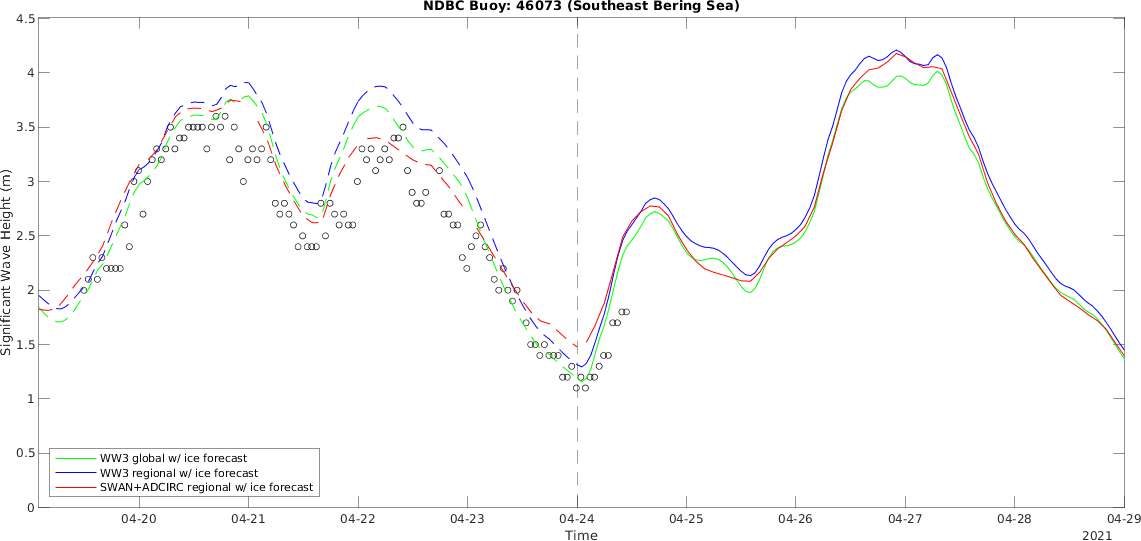 NDBC Buoy: 46073 (Southeast Bering Sea)
4.5
4
3.5
3
2.5
2
1.5
1
0.5
0
Significant Wave Height (m)
WW3 global w/ ice forecast
WW3 regional w/ ice forecast
SWAN+ADCIRC regional w/ ice forecast
04-20 04-21 04-22 04-23 04-24 04-25 04-26 04-27 04-28 04-29
Time
2021